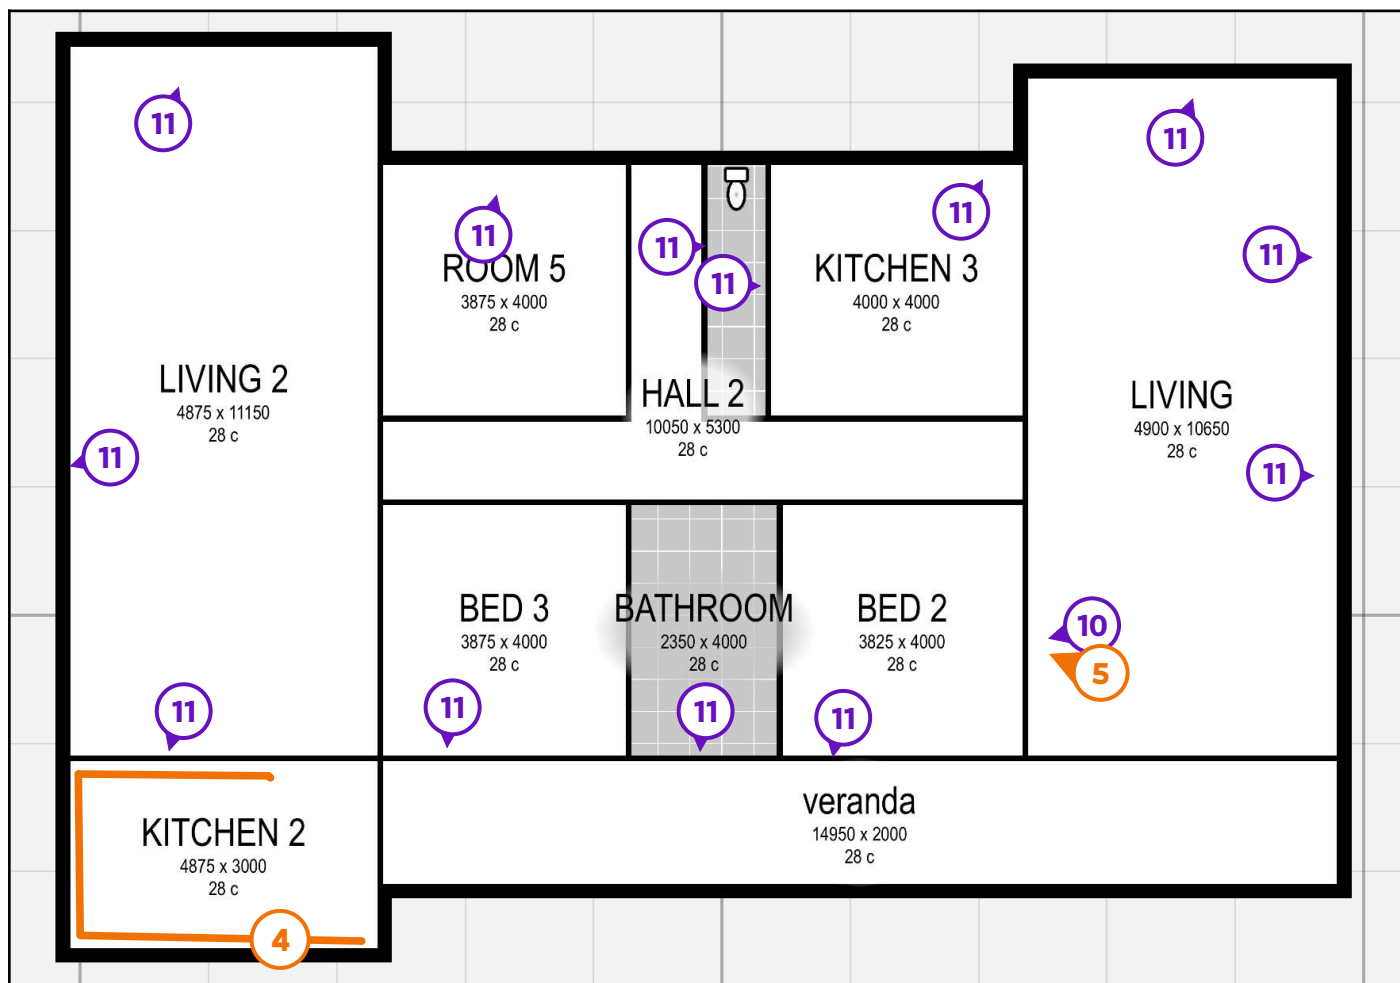 11
11
11
11
11
11
11
ROOM 5
3875 x 4000
28 c
KITCHEN 3
4000 x 4000
28 c
LIVING 2
4875 x 11150
28 c
HALL 2
10050 x 5300
28 c
LIVING
4900 x 10650
28 c
11
11
BED 3
3875 x 4000
28 c
BATHROOM
2350 x 4000
28 c
BED 2
3825 x 4000
28 c
10
5
11
11
11
11
KITCHEN 2
4875 x 3000
28 c
veranda
14950 x 2000
28 c
4